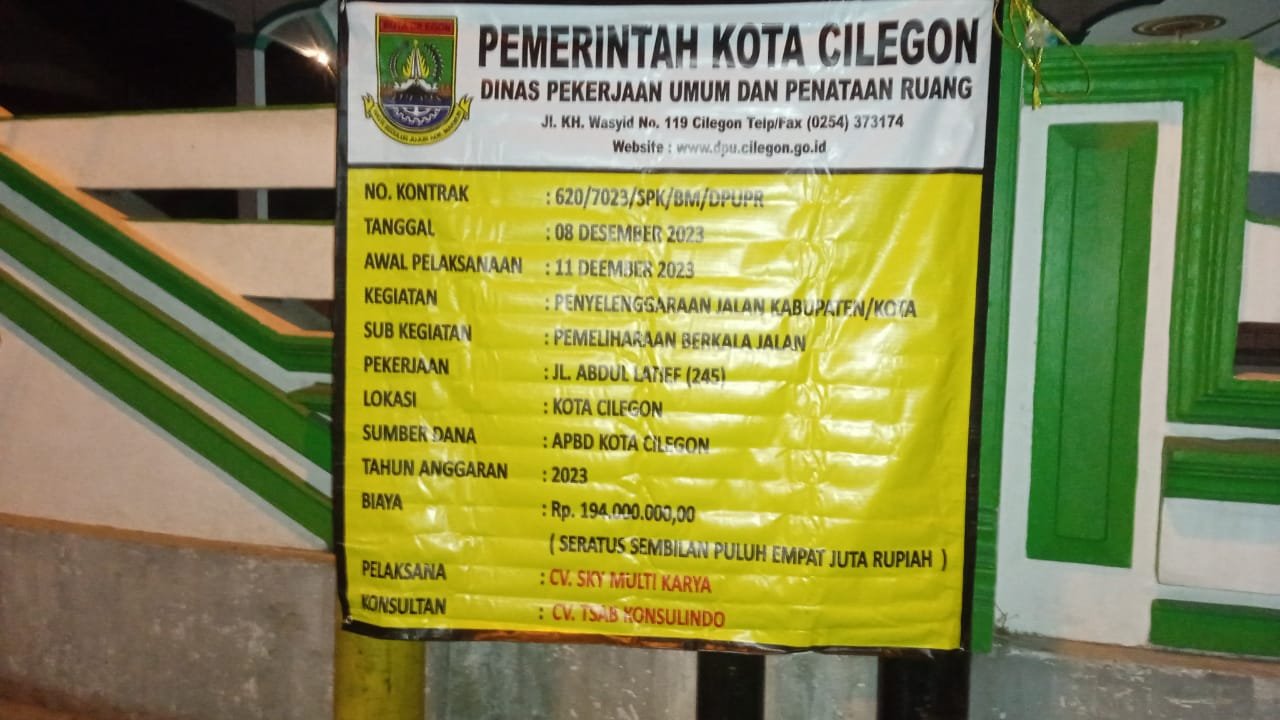 KOTA CILEGON
PEMERINTAH KOTA CILEGON
DINAS PEKERJAAN UMUM DAN PENATAAN RUANG
Jl. KH. Wasyid No. 119 Cilegon Telp/Fax (0254) 373174
Website : www.dpu.cilegon.go.id
NO. KONTRAK : 620/7023/SPK/BM/DPUPR
TANGGAL : 08 DESEMBER 2023
AWAL PELAKSANAAN : 11 DEEMBER 2023
KEGIATAN : PENYELENGGARAAN JALAN KABUPATEN/KOTA
SUB KEGIATAN : PEMELIHARAAN BERKALA JALAN
PEKERJAAN : JL. ABDUL LATIEF (245)
LOKASI : KOTA CILEGON
SUMBER DANA : APBD KOTA CILEGON
TAHUN ANGGARAN : 2023
BIAYA : Rp. 194.000.000,00
( SERATUS SEMBILAN PULUH EMPAT JUTA RUPIAH )
PELAKSANA : CV. SKY MULTI KARYA
KONSULTAN : CV. TSAB KONSULINDO